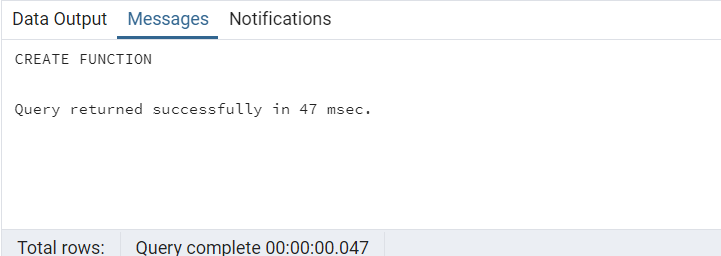 Data Output Messages Notifications
CREATE FUNCTION
Query returned successfully in 47 msec.
Total rows: Query complete 00:00:00.047